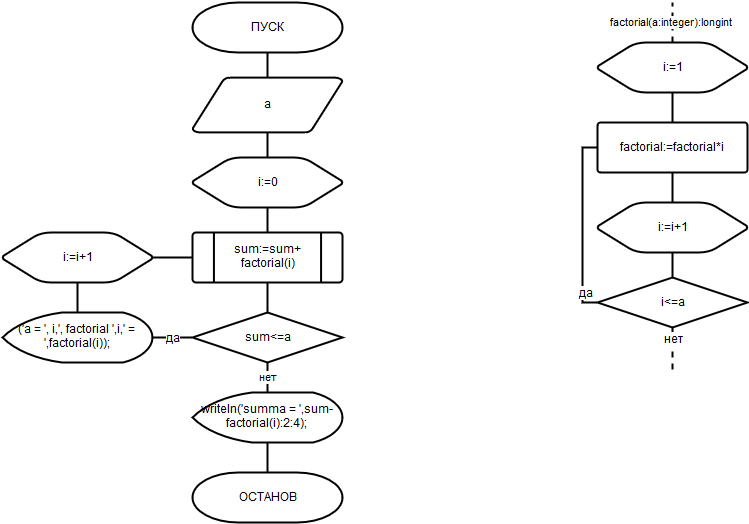 ПУСК
a
i:=0
sum:=sum+
factorial(i)
i:=i+1
('a = ', i,', factorial ',i,' =
',factorial(i));
да
sum<=a
нет
writeln('summa = ',sum-
factorial(i):2:4);
ОСТАНОВ
factorial(a:integer):longint
i:=1
factorial:=factorial*i
i:=i+1
да
i<=a
нет